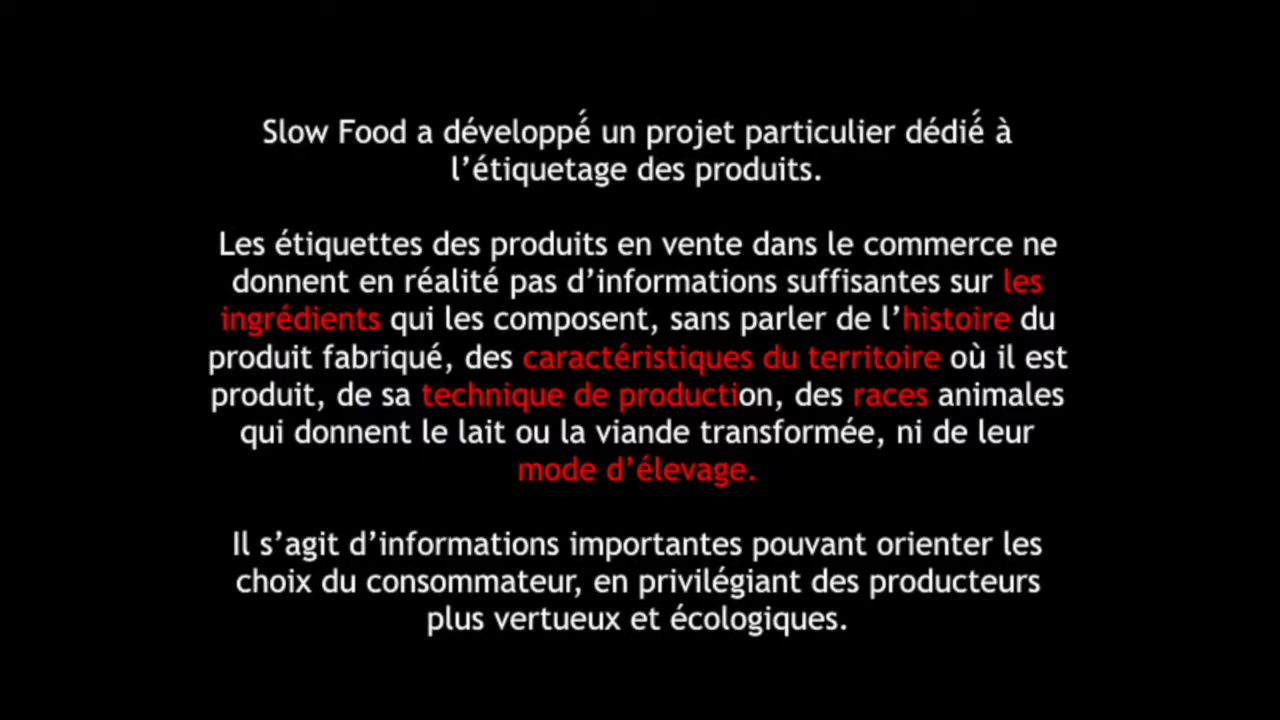 Slow Food a développé un projet particulier dédié à
l’étiquetage des produits.
Les étiquettes des produits en vente dans le commerce ne
donnent en réalité pas d’informations suffisantes sur les
ingrédients qui les composent, sans parler de l’histoire du
produit fabriqué, des caractéristiques du territoire où il est
produit, de sa technique de production, des races animales
qui donnent le lait ou la viande transformée, ni de leur
mode d’élevage.
Il s’agit d’informations importantes pouvant orienter les
choix du consommateur, en privilégiant des producteurs
plus vertueux et écologiques.